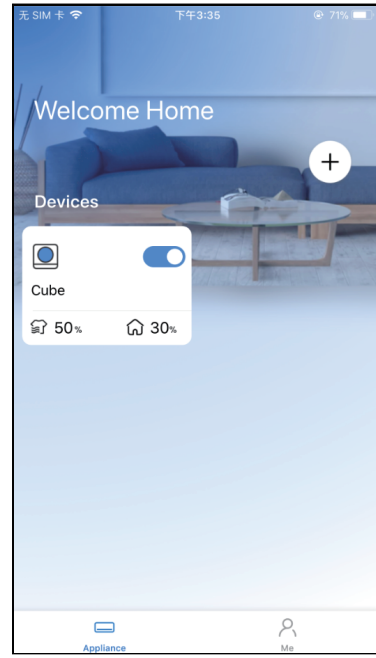 无 SIM 卡 下午3:35 71%
Welcome Home
Devices
Cube
50% 30%
Appliance Me